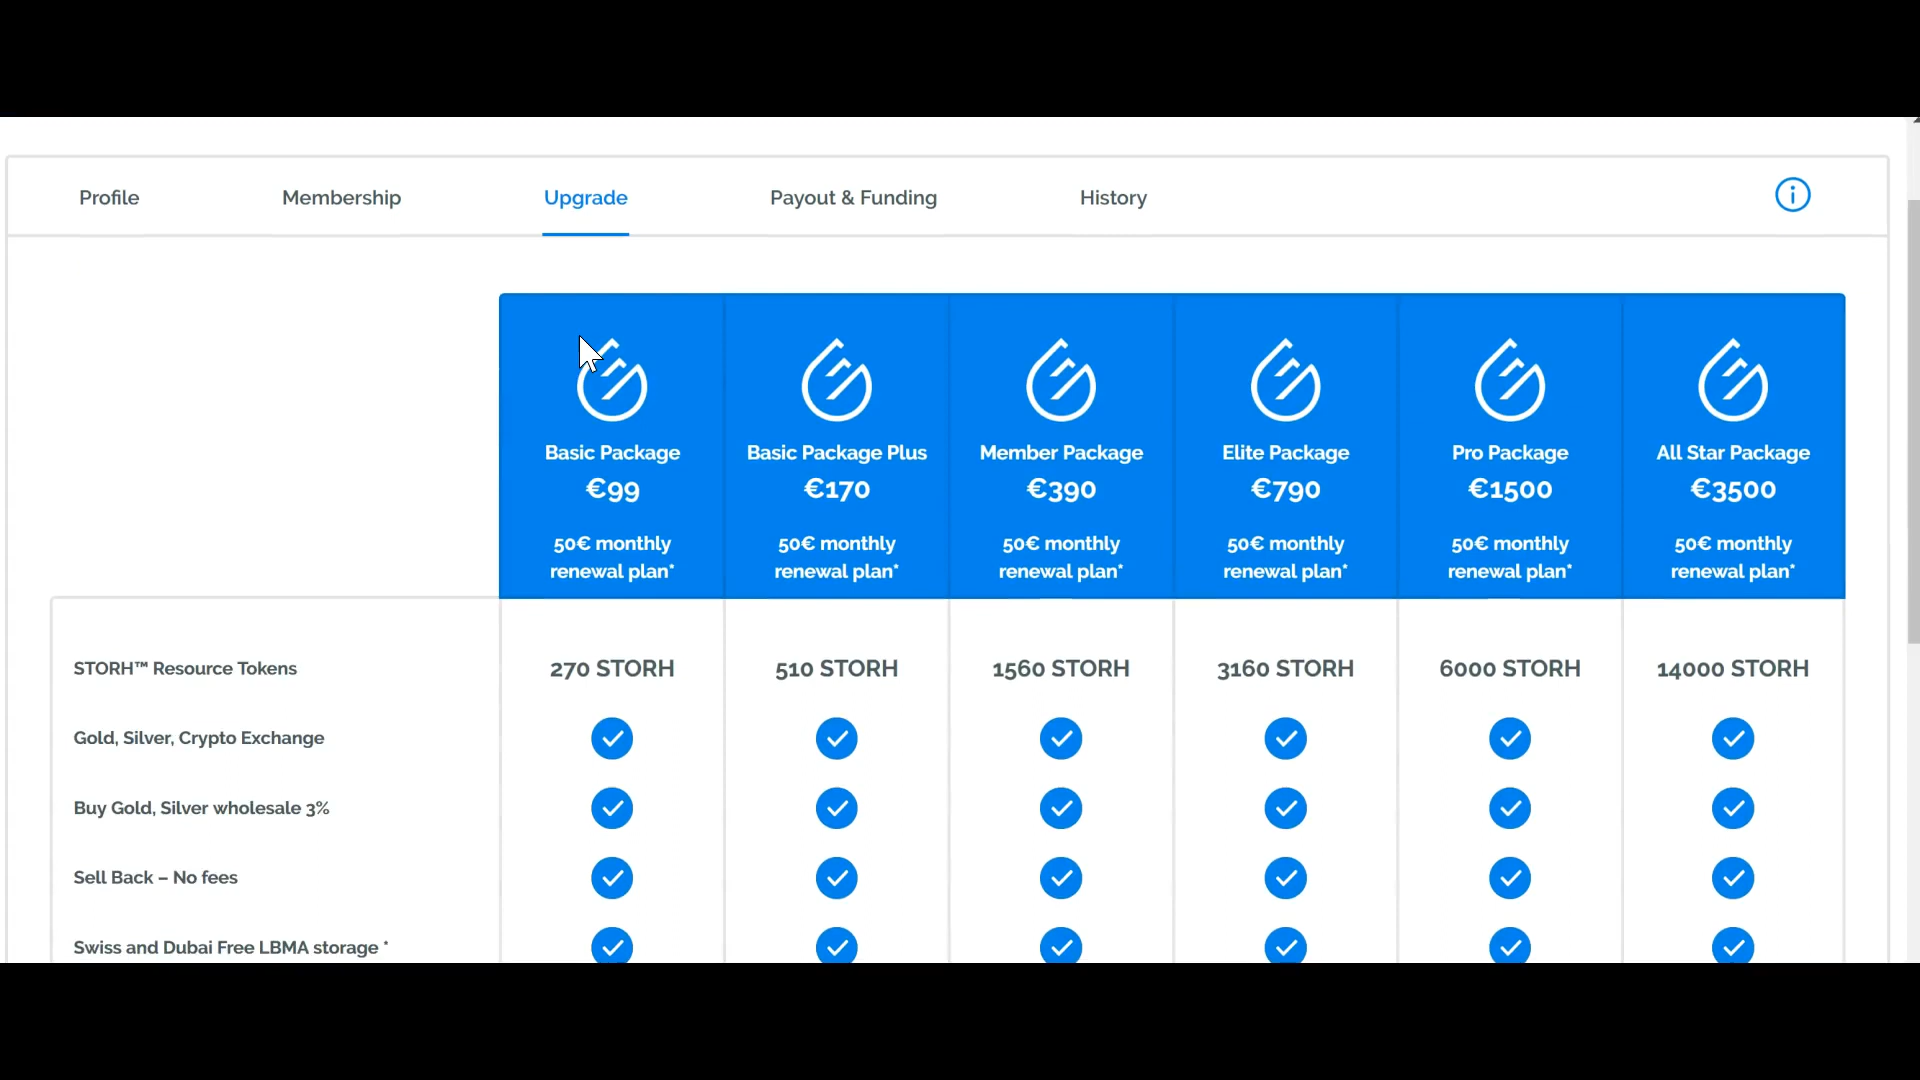 Profile Membership Upgrade Payout & Funding History
Basic Package Basic Package Plus Member Package Elite Package Pro Package All Star Package
€99 €170 €390 €790 €1500 €3500
50€ monthly 50€ monthly 50€ monthly 50€ monthly 50€ monthly 50€ monthly
renewal plan* renewal plan* renewal plan* renewal plan* renewal plan* renewal plan*
STORH™ Resource Tokens 270 STORH 510 STORH 1560 STORH 3160 STORH 6000 STORH 14000 STORH
Gold, Silver, Crypto Exchange
Buy Gold, Silver wholesale 3%
Sell Back – No fees
Swiss and Dubai Free LBMA storage *